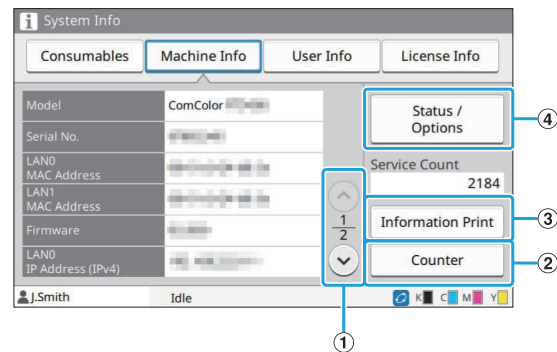 i System Info
Consumables
Machine Info
User Info
License Info
Model
ComColor
Serial No.
LAN0
MAC Address
LAN1
MAC Address
Firmware
LAN0
IP Address (IPv4)
1
2
Status /
Options
Service Count
2184
Information Print
Counter
J.Smith
Idle
K C M Y
④
③
②
①